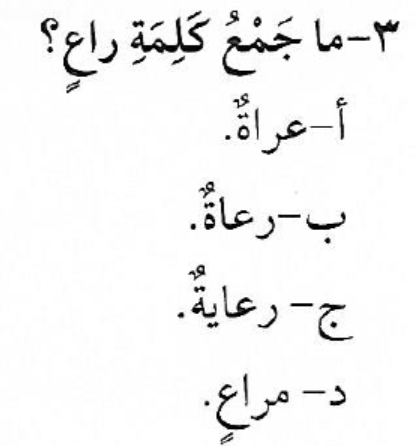 ٣-ما جَمْعُ كَلِمَةِ راعٍ؟
أ-عراةٌ.
ب-رعاةٌ.
ج- رعايةٌ.
د- مراعٍ.